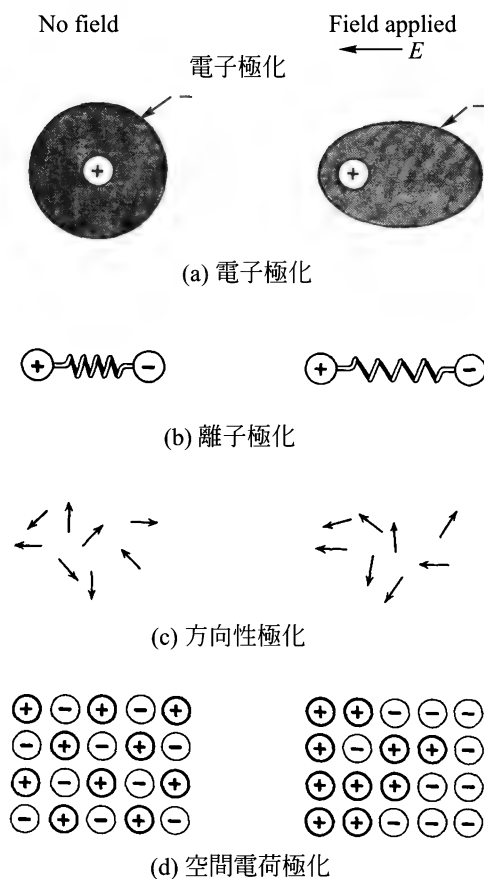 No field
Field applied
E
電子極化
−
−
+
+
(a) 電子極化
+ −
+ −
(b) 離子極化
(c) 方向性極化
+ − + − +
+ + − − −
− + − + −
+ − + + −
+ − + − +
+ + + − −
− + − + −
+ + − − −
(d) 空間電荷極化